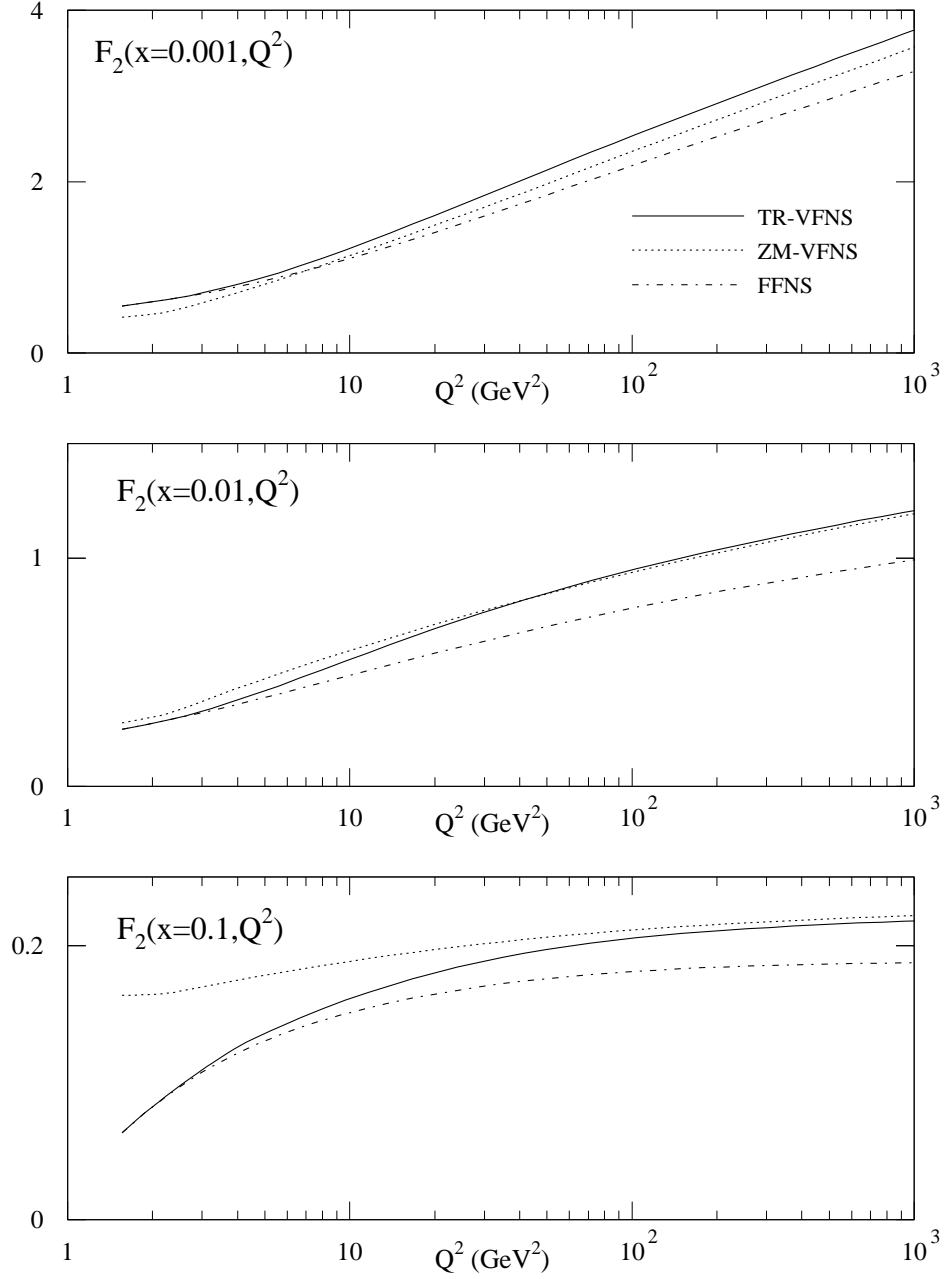 4
F₂(x=0.001,Q²)
2
TR-VFNS
ZM-VFNS
FFNS
0
1 10 10² 10³
Q² (GeV²)
F₂(x=0.01,Q²)
1
0
1 10 10² 10³
Q² (GeV²)
F₂(x=0.1,Q²)
0.2
0
1 10 10² 10³
Q² (GeV²)